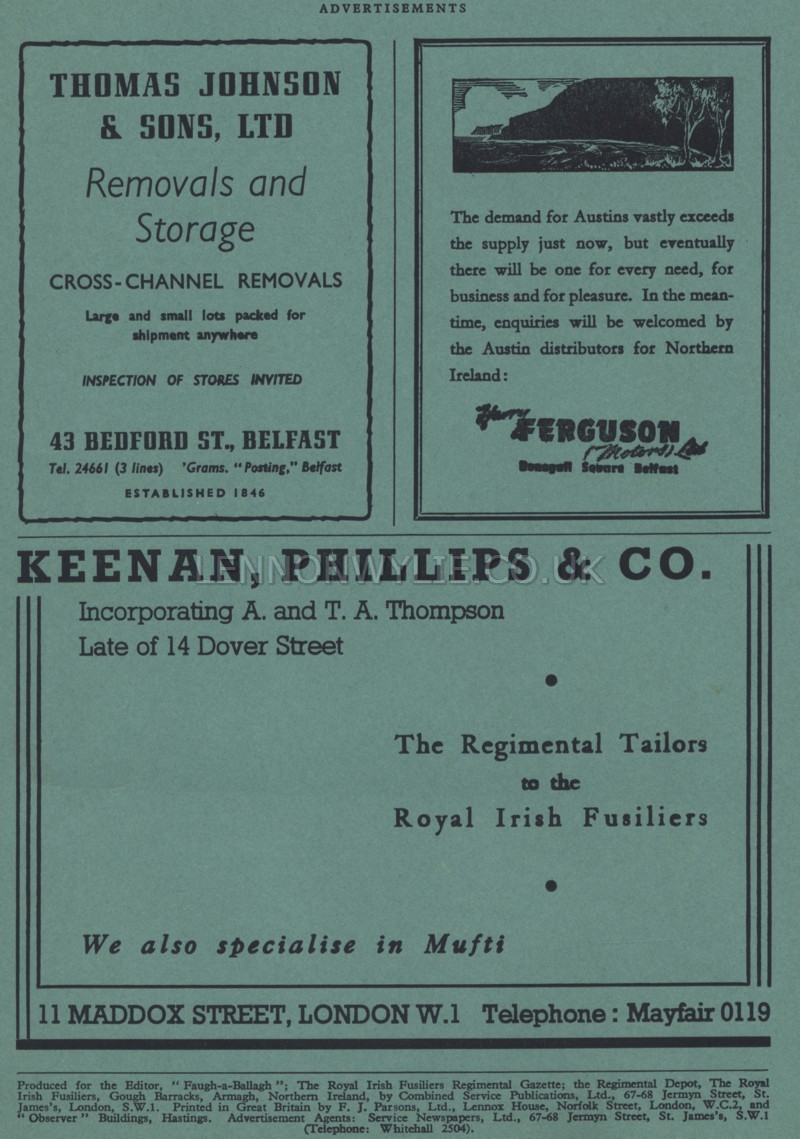 ADVERTISEMENTS
THOMAS JOHNSON
& SONS, LTD
Removals and
Storage
CROSS-CHANNEL REMOVALS
Large and small lots packed for
shipment anywhere
INSPECTION OF STORES INVITED
43 BEDFORD ST., BELFAST
Tel. 24661 (3 lines) 'Grams. "Posting," Belfast
ESTABLISHED 1846
The demand for Austins vastly exceeds
the supply just now, but eventually
there will be one for every need, for
business and for pleasure. In the mean-
time, enquiries will be welcomed by
the Austin distributors for Northern
Ireland:
Harry
FERGUSON
(Motors) Ltd
Donegall Square Belfast
KEENAN, PHILLIPS & CO.
LENNONWYLIE.CO.UK
Incorporating A. and T. A. Thompson
Late of 14 Dover Street
The Regimental Tailors
to the
Royal Irish Fusiliers
We also specialise in Mufti
11 MADDOX STREET, LONDON W.1 Telephone: Mayfair 0119
Produced for the Editor, "Faugh-a-Ballagh"; The Royal Irish Fusiliers Regimental Gazette; the Regimental Depot, The Royal
Irish Fusiliers, Gough Barracks, Armagh, Northern Ireland, by Combined Service Publications, Ltd., 67-68 Jermyn Street, St.
James's, London, S.W.1. Printed in Great Britain by F. J. Parsons, Ltd., Lennox House, Norfolk Street, London, W.C.2, and
"Observer" Buildings, Hastings. Advertisement Agents: Service Newspapers, Ltd., 67-68 Jermyn Street, St. James's, S.W.1
(Telephone: Whitehall 2504).